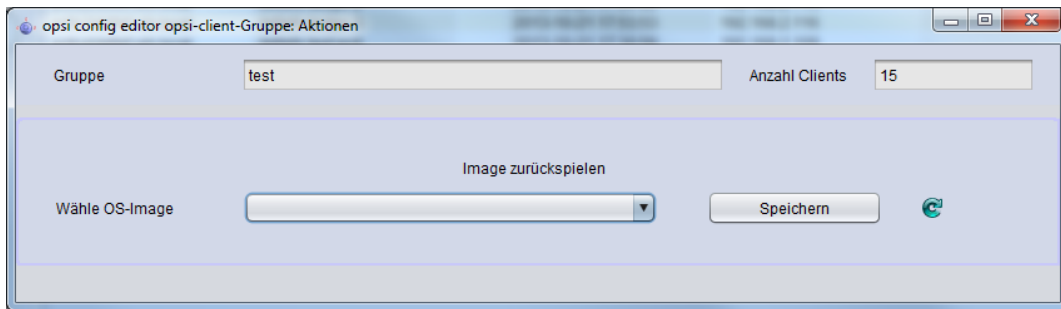 opsi config editor opsi-client-Gruppe: Aktionen
Gruppe test Anzahl Clients 15
Image zurückspielen
Wähle OS-Image Speichern